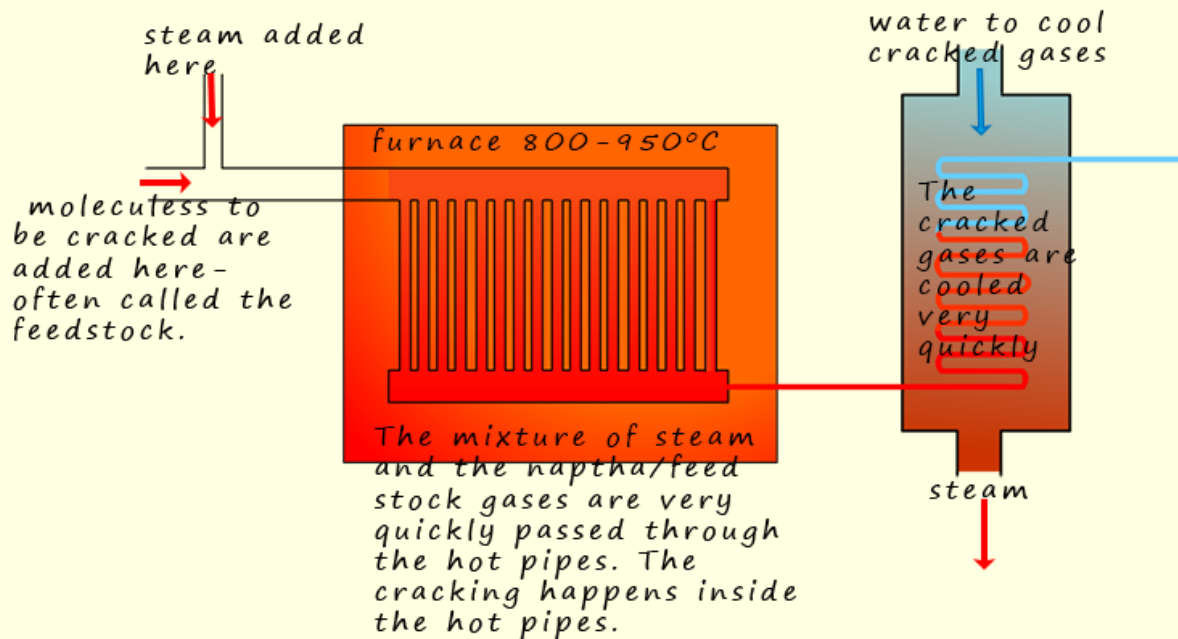 steam added
here
moleculess to
be cracked are
added here-
often called the
feedstock.
furnace 800-950°C
The mixture of steam
and the naptha/feed
stock gases are very
quickly passed through
the hot pipes. The
cracking happens inside
the hot pipes.
water to cool
cracked gases
The
cracked
gases are
cooled
very
quickly
steam